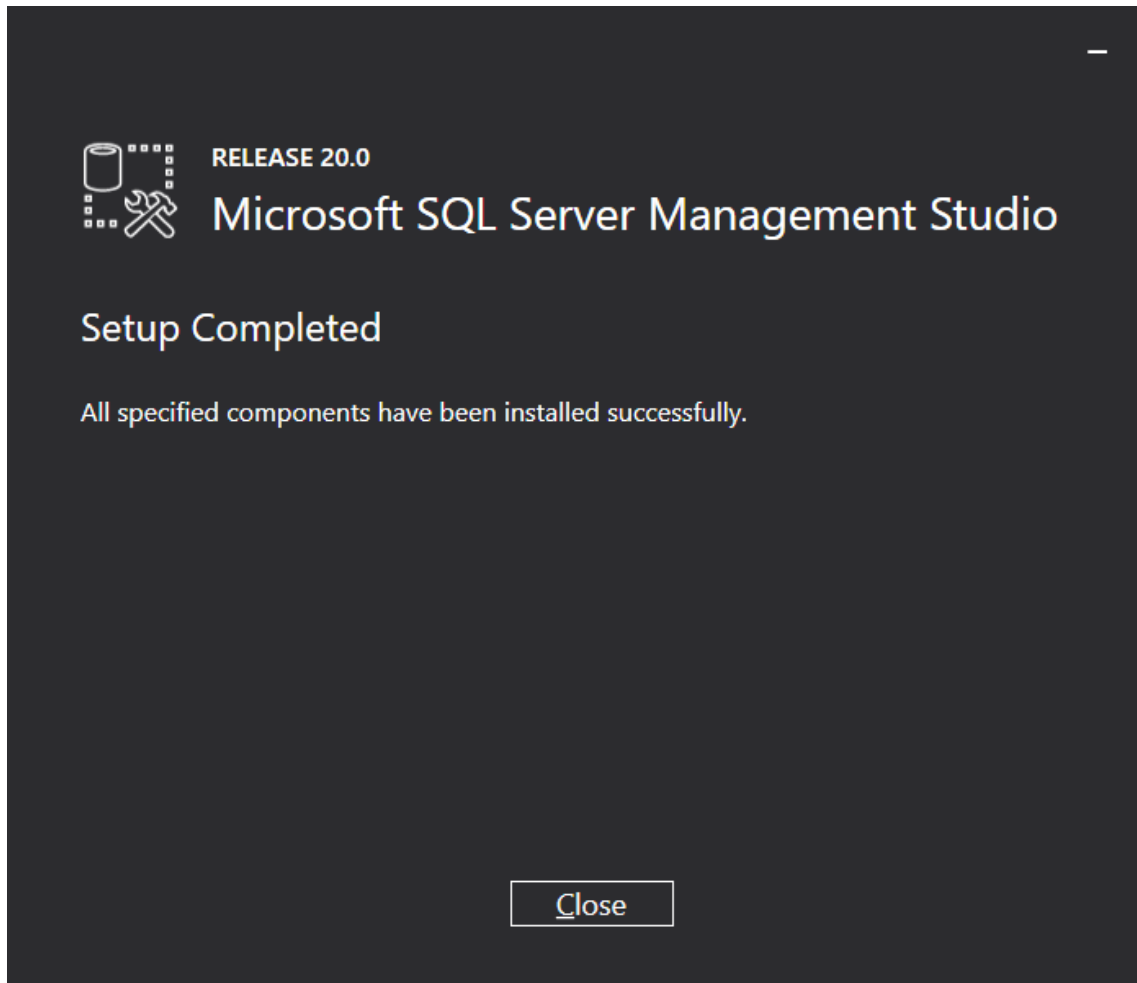 RELEASE 20.0
Microsoft SQL Server Management Studio
Setup Completed
All specified components have been installed successfully.
Close